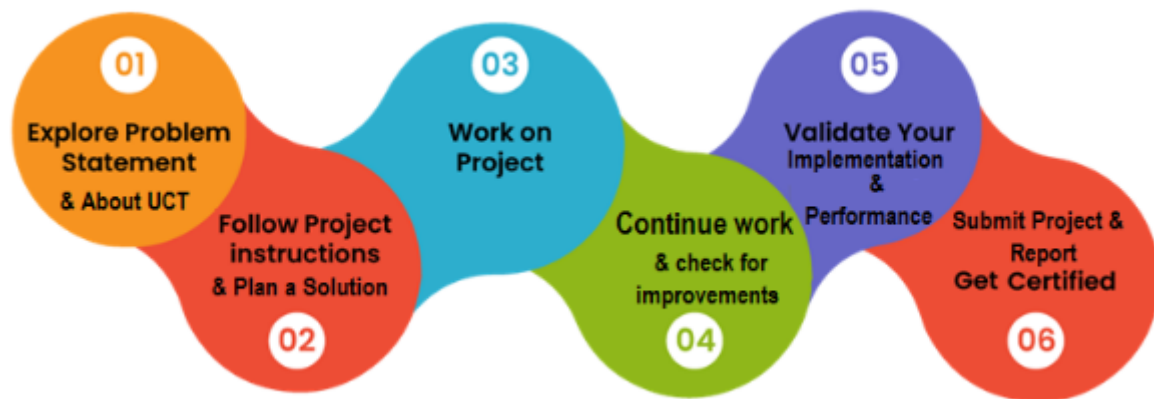 01
Explore Problem
Statement
& About UCT
Follow Project
instructions
& Plan a Solution
02
03
Work on
Project
Continue work
& check for
improvements
04
05
Validate Your
Implementation
&
Performance
Submit Project &
Report
Get Certified
06